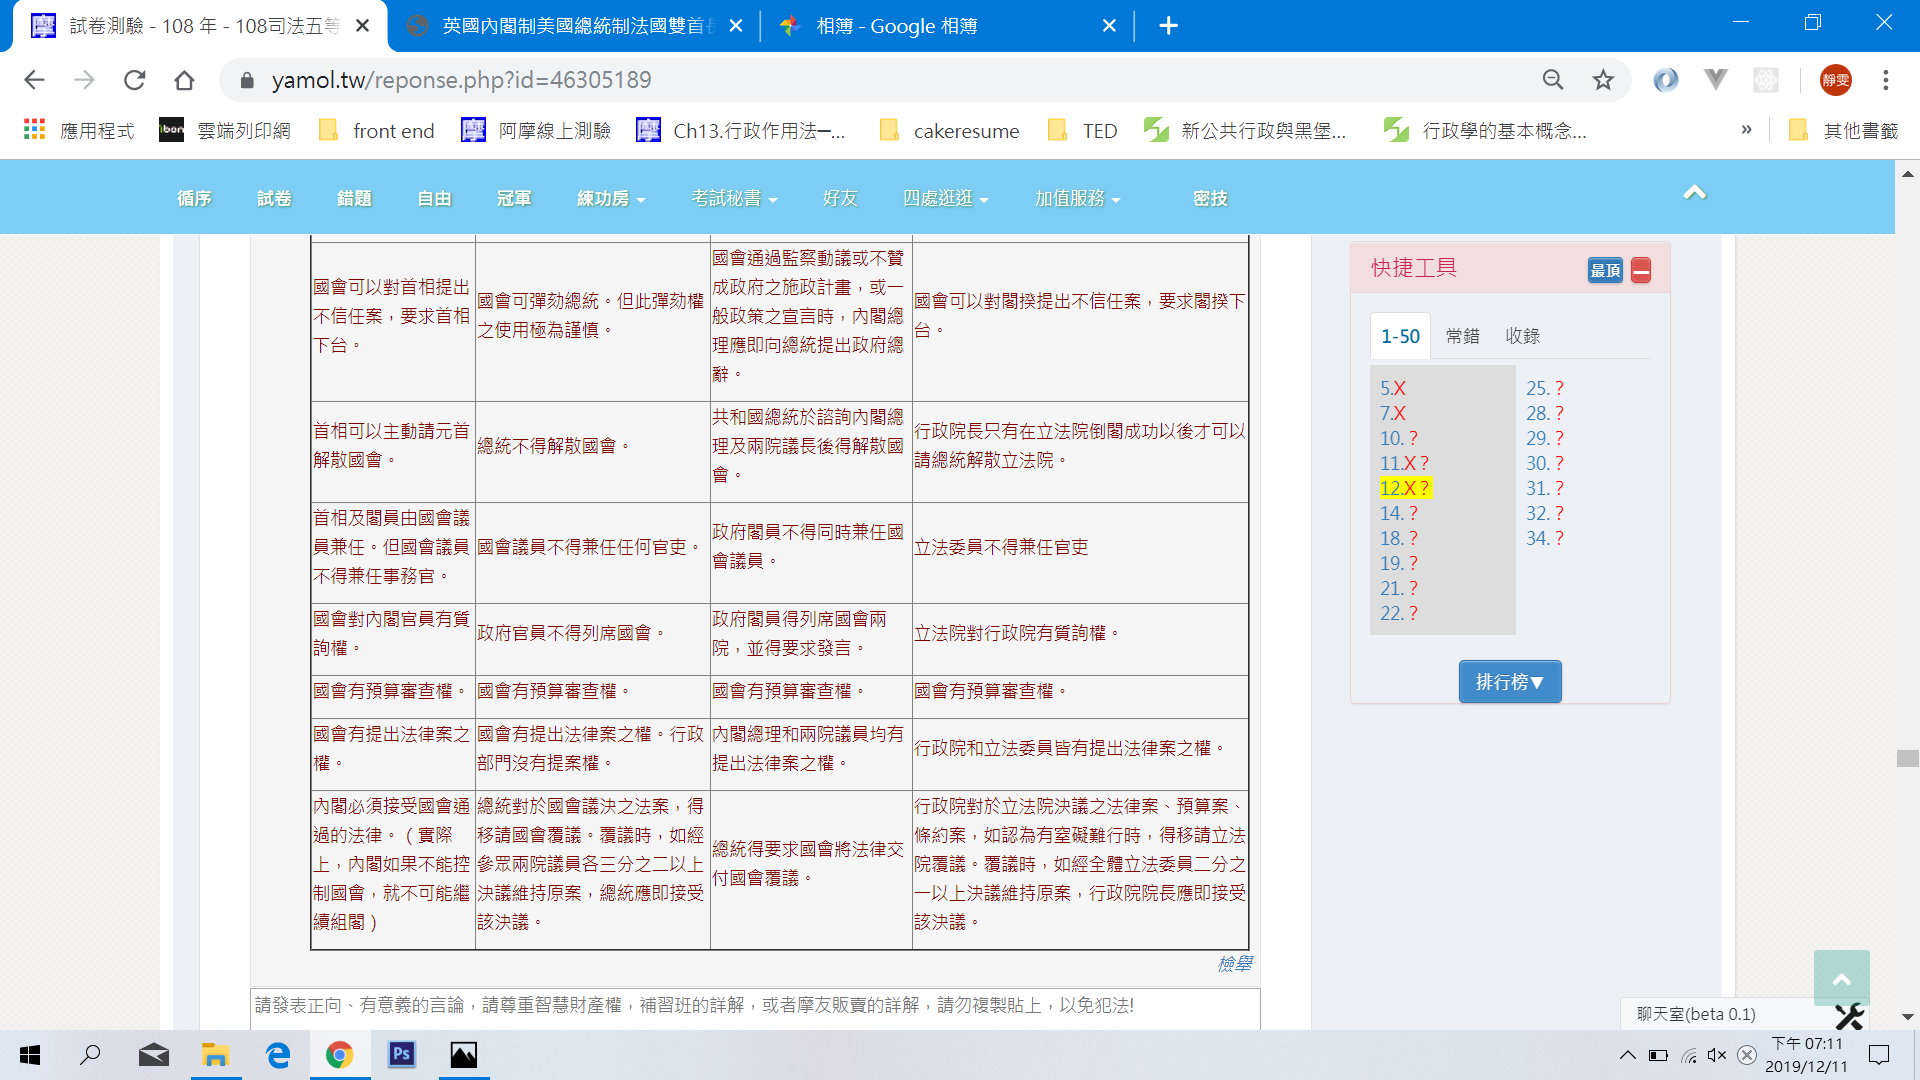 試卷測驗 - 108 年 - 108司法五等
英國內閣制美國總統制法國雙首長
相簿 - Google 相簿
yamol.tw/reponse.php?id=46305189
靜雯
應用程式
ibon
雲端列印網
front end
阿摩線上測驗
Ch13.行政作用法─...
cakeresume
TED
新公共行政與黑堡...
行政學的基本概念...
»
其他書籤
循序
試卷
錯題
自由
冠軍
練功房
考試秘書
好友
四處逛逛
加值服務
密技
國會可以對首相提出
不信任案，要求首相
下台。
國會可彈劾總統。但此彈劾權
之使用極為謹慎。
國會通過監察動議或不贊
成政府之施政計畫，或一
般政策之宣言時，內閣總
理應即向總統提出政府總
辭。
國會可以對閣揆提出不信任案，要求閣揆下
台。
首相可以主動請元首
解散國會。
總統不得解散國會。
共和國總統於諮詢內閣總
理及兩院議長後得解散國
會。
行政院長只有在立法院倒閣成功以後才可以
請總統解散立法院。
首相及閣員由國會議
員兼任。但國會議員
不得兼任事務官。
國會議員不得兼任任何官吏。
政府閣員不得同時兼任國
會議員。
立法委員不得兼任官吏
國會對內閣官員有質
詢權。
政府官員不得列席國會。
政府閣員得列席國會兩
院，並得要求發言。
立法院對行政院有質詢權。
國會有預算審查權。
國會有預算審查權。
國會有預算審查權。
國會有預算審查權。
國會有提出法律案之
權。
國會有提出法律案之權。行政
部門沒有提案權。
內閣總理和兩院議員均有
提出法律案之權。
行政院和立法委員皆有提出法律案之權。
內閣必須接受國會通
過的法律。（實際
上，內閣如果不能控
制國會，就不可能繼
續組閣）
總統對於國會議決之法案，得
移請國會覆議。覆議時，如經
參眾兩院議員各三分之二以上
決議維持原案，總統應即接受
該決議。
總統得要求國會將法律交
付國會覆議。
行政院對於立法院決議之法律案、預算案、
條約案，如認為有窒礙難行時，得移請立法
院覆議。覆議時，如經全體立法委員二分之
一以上決議維持原案，行政院院長應即接受
該決議。
檢舉
請發表正向、有意義的言論，請尊重智慧財產權，補習班的詳解，或者摩友販賣的詳解，請勿複製貼上，以免犯法!
快捷工具
最頂
1-50
常錯
收錄
5.X
7.X
10.？
11.X？
12.X？
14.？
18.？
19.？
21.？
22.？
25.？
28.？
29.？
30.？
31.？
32.？
34.？
排行榜▼
聊天室(beta 0.1)
Ps
下午 07:11
2019/12/11